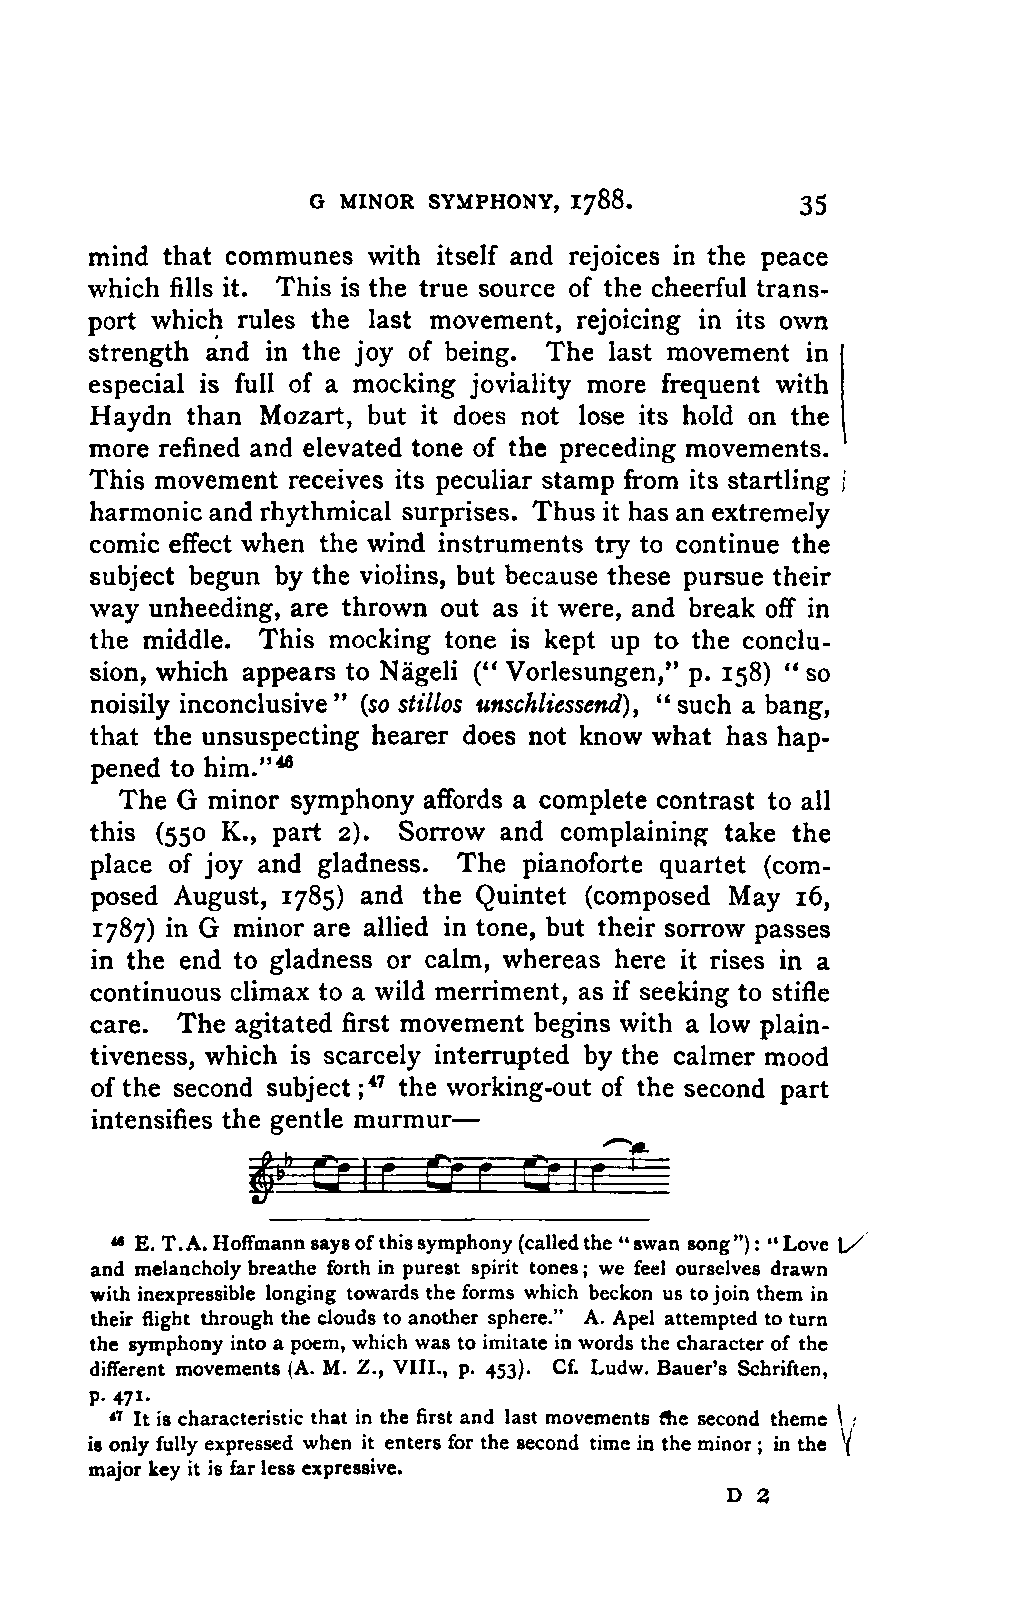 G MINOR SYMPHONY, 1788. 35
mind that communes with itself and rejoices in the peace
which fills it. This is the true source of the cheerful trans-
port which rules the last movement, rejoicing in its own
strength and in the joy of being. The last movement in
especial is full of a mocking joviality more frequent with
Haydn than Mozart, but it does not lose its hold on the
more refined and elevated tone of the preceding movements.
This movement receives its peculiar stamp from its startling
harmonic and rhythmical surprises. Thus it has an extremely
comic effect when the wind instruments try to continue the
subject begun by the violins, but because these pursue their
way unheeding, are thrown out as it were, and break off in
the middle. This mocking tone is kept up to the conclu-
sion, which appears to Nägeli (“Vorlesungen,” p. 158) “so
noisily inconclusive” (so stillos unschliessend), “such a bang,
that the unsuspecting hearer does not know what has hap-
pened to him.”46
The G minor symphony affords a complete contrast to all
this (550 K., part 2). Sorrow and complaining take the
place of joy and gladness. The pianoforte quartet (com-
posed August, 1785) and the Quintet (composed May 16,
1787) in G minor are allied in tone, but their sorrow passes
in the end to gladness or calm, whereas here it rises in a
continuous climax to a wild merriment, as if seeking to stifle
care. The agitated first movement begins with a low plain-
tiveness, which is scarcely interrupted by the calmer mood
of the second subject;47 the working-out of the second part
intensifies the gentle murmur—
46 E. T. A. Hoffmann says of this symphony (called the “swan song”): “Love
and melancholy breathe forth in purest spirit tones; we feel ourselves drawn
with inexpressible longing towards the forms which beckon us to join them in
their flight through the clouds to another sphere.” A. Apel attempted to turn
the symphony into a poem, which was to imitate in words the character of the
different movements (A. M. Z., VIII., p. 453). Cf. Ludw. Bauer’s Schriften,
p. 471.
47 It is characteristic that in the first and last movements the second theme
is only fully expressed when it enters for the second time in the minor; in the
major key it is far less expressive.
D 2